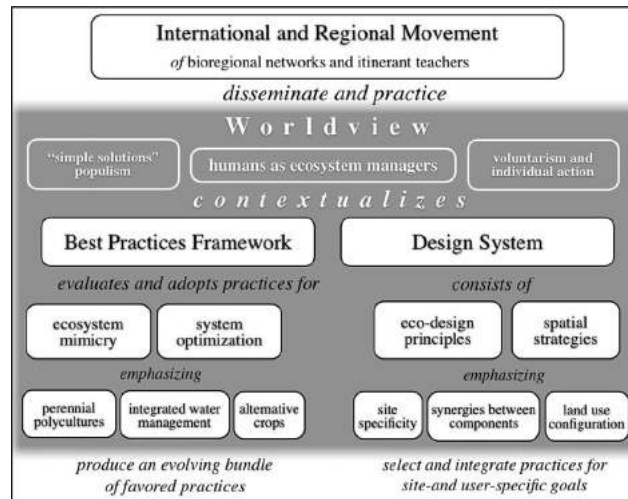 International and Regional Movement
of bioregional networks and itinerant teachers
disseminate and practice
Worldview
"simple solutions"
populism
humans as ecosystem managers
voluntarism and
individual action
contextualizes
Best Practices Framework
Design System
evaluates and adopts practices for
consists of
ecosystem
mimicry
system
optimization
eco-design
principles
spatial
strategies
emphasizing
emphasizing
perennial
polycultures
integrated water
management
alternative
crops
site
specificity
synergies between
components
land use
configuration
produce an evolving bundle
of favored practices
select and integrate practices for
site-and user-specific goals